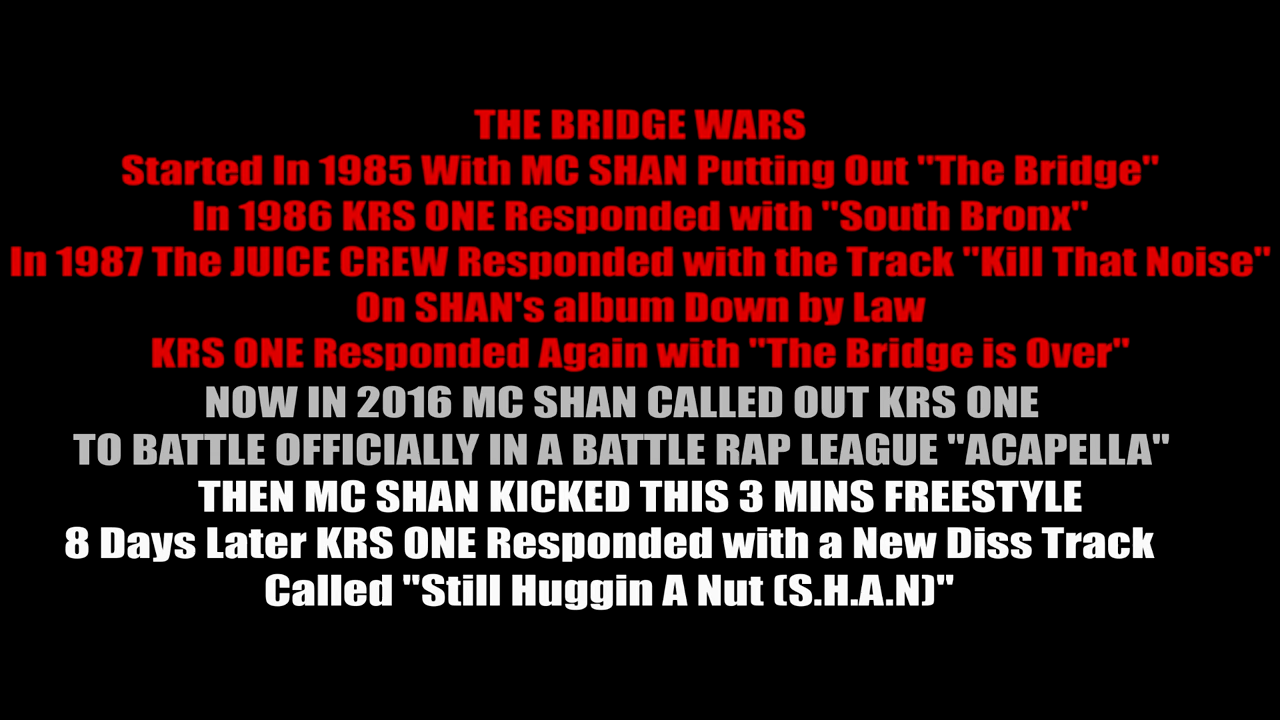 THE BRIDGE WARS
Started In 1985 With MC SHAN Putting Out "The Bridge"
In 1986 KRS ONE Responded with "South Bronx"
In 1987 The JUICE CREW Responded with the Track "Kill That Noise"
On SHAN's album Down by Law
KRS ONE Responded Again with "The Bridge is Over"
NOW IN 2016 MC SHAN CALLED OUT KRS ONE
TO BATTLE OFFICIALLY IN A BATTLE RAP LEAGUE "ACAPELLA"
THEN MC SHAN KICKED THIS 3 MINS FREESTYLE
8 Days Later KRS ONE Responded with a New Diss Track
Called "Still Huggin A Nut (S.H.A.N)"